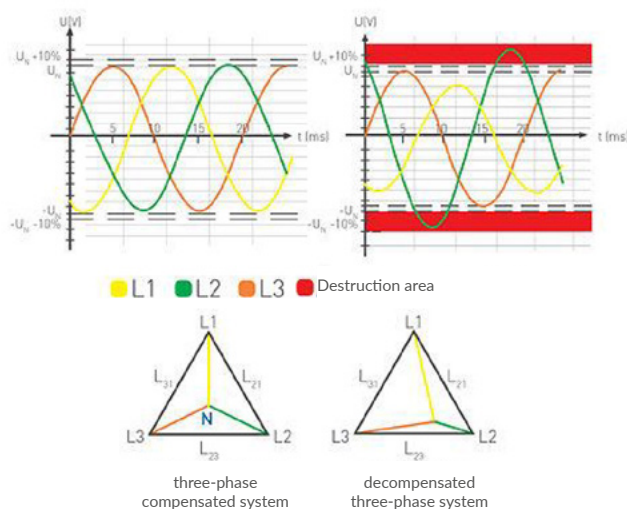 U[V]
U[V]
Uₙ +10%
Uₙ
5
10
15
20
t [ms]
-Uₙ
-Uₙ -10%
Uₙ +10%
Uₙ
5
10
15
20
t [ms]
-Uₙ
-Uₙ -10%
L1 L2 L3 Destruction area
L1
L31
L21
N
L3
L2
L23
L1
L21
L3
L2
L23
three-phase
compensated system
decompensated
three-phase system